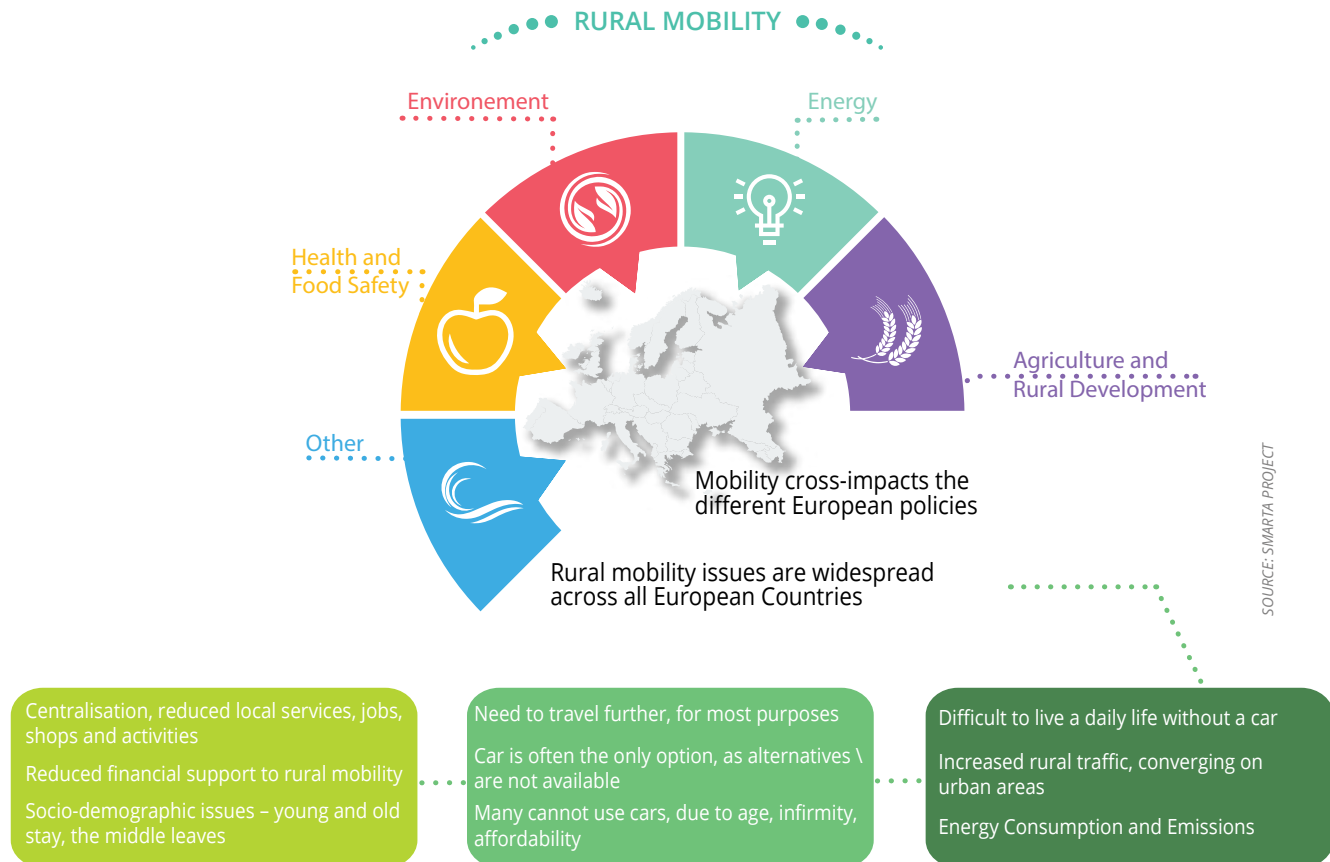 RURAL MOBILITY
Environement
Energy
Health and
Food Safety
Agriculture and
Rural Development
Other
Mobility cross-impacts the
different European policies
Rural mobility issues are widespread
across all European Countries
SOURCE: SMARTA PROJECT
Centralisation, reduced local services, jobs,
shops and activities
Reduced financial support to rural mobility
Socio-demographic issues – young and old
stay, the middle leaves
Need to travel further, for most purposes
Car is often the only option, as alternatives \
are not available
Many cannot use cars, due to age, infirmity,
affordability
Difficult to live a daily life without a car
Increased rural traffic, converging on
urban areas
Energy Consumption and Emissions